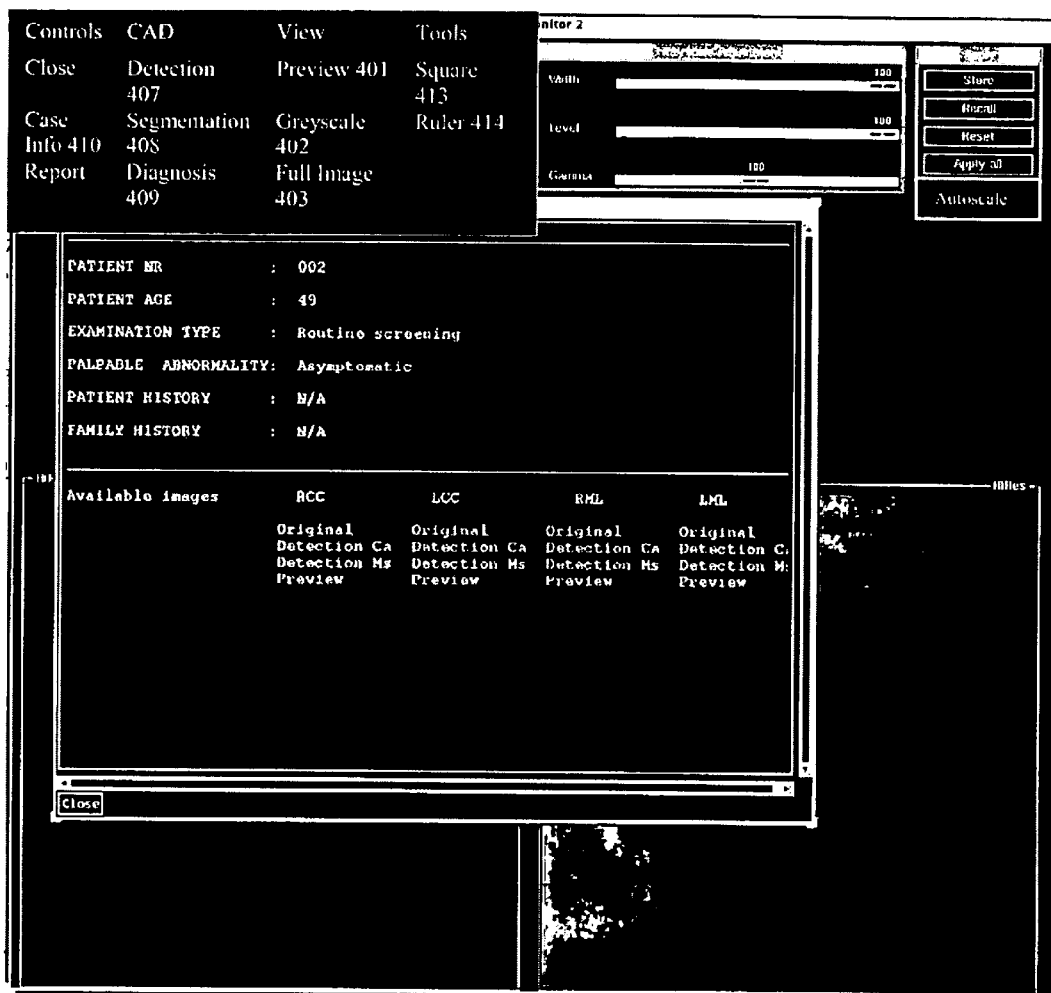 Controls CAD View Tools
Close Detection 407 Preview 401 Square 413
Case Info 410 Segmentation 408 Greyscale 402 Ruler 414
Report Diagnosis 409 Full Image 403
nitor 2
Width 100
Level 100
Gamma 100
Store
Recall
Reset
Apply all
Autoscale
PATIENT NR : 002
PATIENT AGE : 49
EXAMINATION TYPE : Routine screening
PALPABLE ABNORMALITY: Asymptomatic
PATIENT HISTORY : N/A
FAMILY HISTORY : N/A
Available images RCC LCC RML LML
Original Original Original Original
Detection Ca Detection Ca Detection Ca Detection C
Detection Ms Detection Ms Detection Ms Detection M
Preview Preview Preview Preview
Close